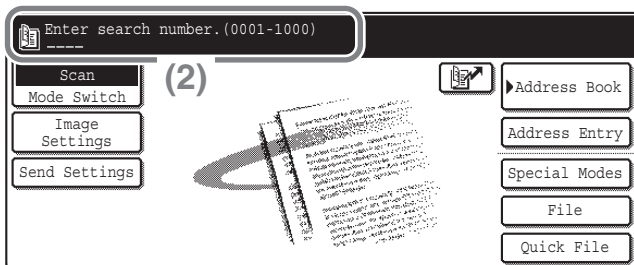 Enter search number.(0001-1000)
----
(2)
Scan
Mode Switch
Image
Settings
Send Settings
Address Book
Address Entry
Special Modes
File
Quick File